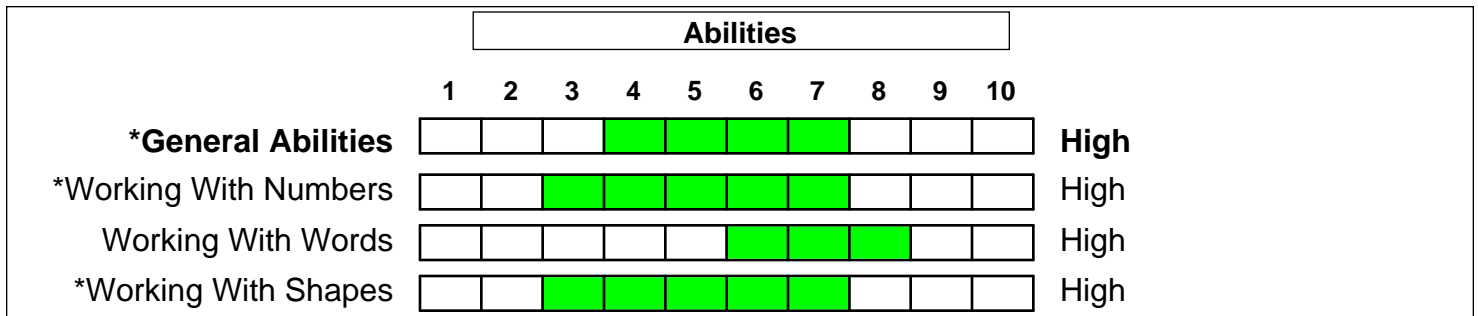 Abilities
1 2 3 4 5 6 7 8 9 10
*General Abilities High
*Working With Numbers High
Working With Words High
*Working With Shapes High